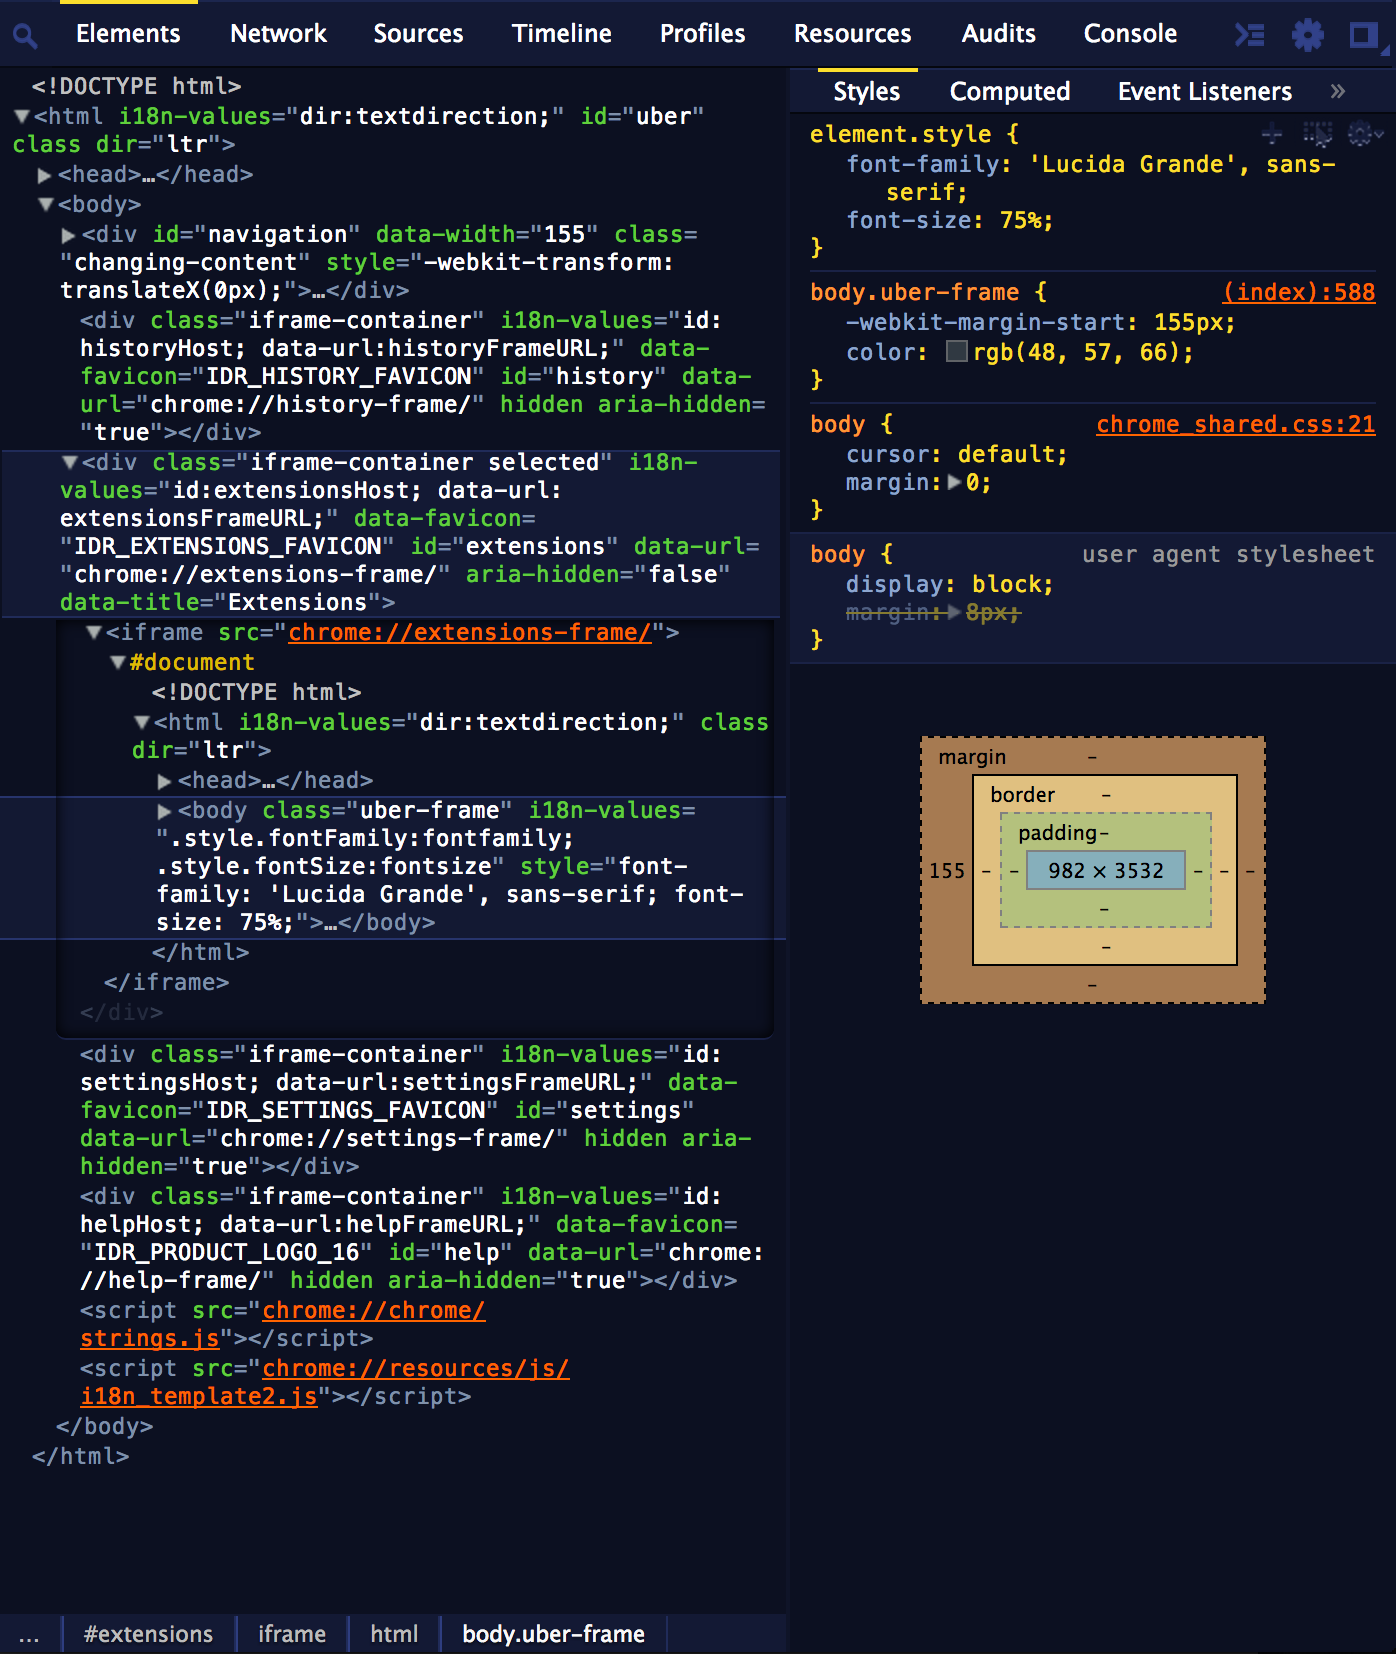 Elements Network Sources Timeline Profiles Resources Audits Console
<!DOCTYPE html>
▼<html i18n-values="dir:textdirection;" id="uber"
class dir="ltr">
▶<head>…</head>
▼<body>
▶<div id="navigation" data-width="155" class=
"changing-content" style="-webkit-transform:
translateX(0px);">…</div>
<div class="iframe-container" i18n-values="id:
historyHost; data-url:historyFrameURL;" data-
favicon="IDR_HISTORY_FAVICON" id="history" data-
url="chrome://history-frame/" hidden aria-hidden=
"true"></div>
▼<div class="iframe-container selected" i18n-
values="id:extensionsHost; data-url:
extensionsFrameURL;" data-favicon=
"IDR_EXTENSIONS_FAVICON" id="extensions" data-url=
"chrome://extensions-frame/" aria-hidden="false"
data-title="Extensions">
▼<iframe src="chrome://extensions-frame/">
▼#document
<!DOCTYPE html>
▼<html i18n-values="dir:textdirection;" class
dir="ltr">
▶<head>…</head>
▶<body class="uber-frame" i18n-values=
".style.fontFamily:fontfamily;
.style.fontSize:fontsize" style="font-
family: 'Lucida Grande', sans-serif; font-
size: 75%;">…</body>
</html>
</iframe>
</div>
<div class="iframe-container" i18n-values="id:
settingsHost; data-url:settingsFrameURL;" data-
favicon="IDR_SETTINGS_FAVICON" id="settings"
data-url="chrome://settings-frame/" hidden aria-
hidden="true"></div>
<div class="iframe-container" i18n-values="id:
helpHost; data-url:helpFrameURL;" data-favicon=
"IDR_PRODUCT_LOGO_16" id="help" data-url="chrome:
//help-frame/" hidden aria-hidden="true"></div>
<script src="chrome://chrome/
strings.js"></script>
<script src="chrome://resources/js/
i18n_template2.js"></script>
</body>
</html>
... #extensions iframe html body.uber-frame
Styles Computed Event Listeners »
element.style {
font-family: 'Lucida Grande', sans-
serif;
font-size: 75%;
}
body.uber-frame { (index):588
-webkit-margin-start: 155px;
color: rgb(48, 57, 66);
}
body { chrome_shared.css:21
cursor: default;
margin:▶0;
}
body { user agent stylesheet
display: block;
margin:▶8px;
}
margin -
border -
padding-
155 - - 982 × 3532 - - -
-
-
-